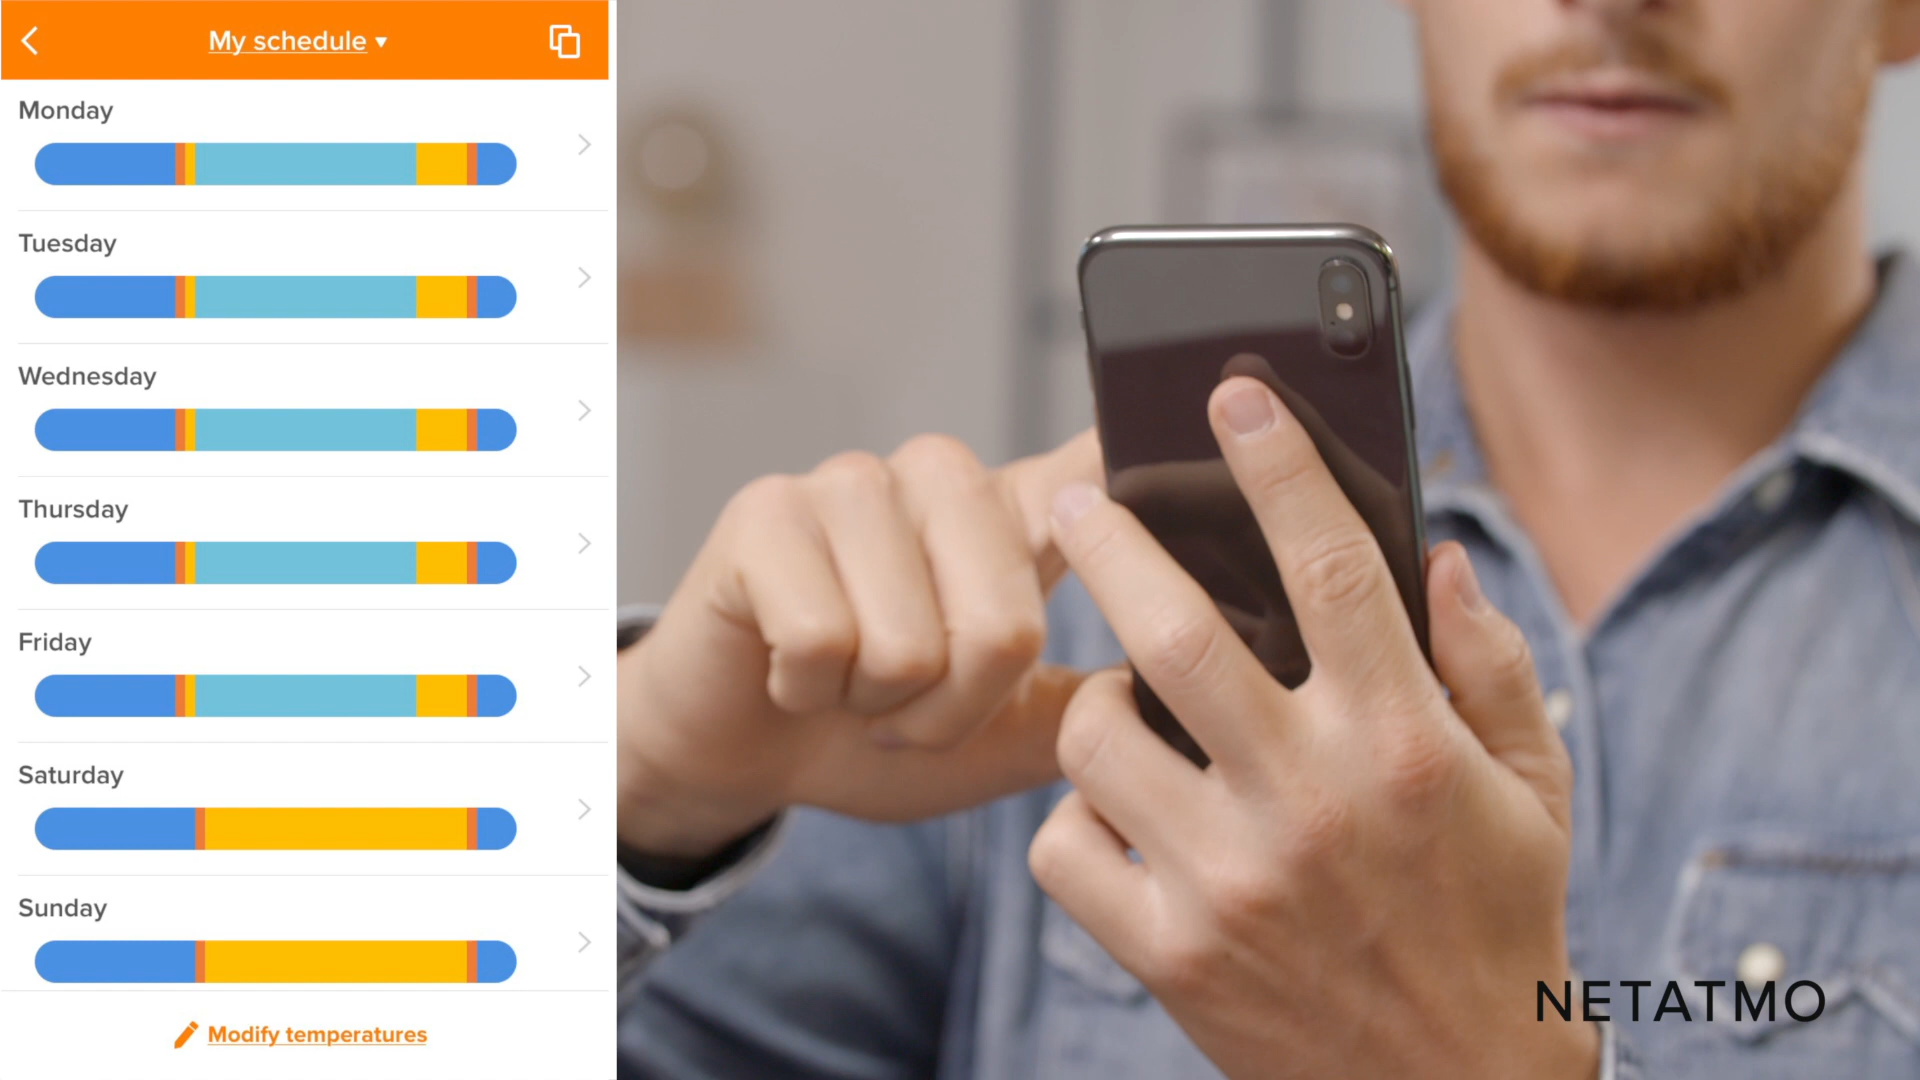 My schedule
Monday
Tuesday
Wednesday
Thursday
Friday
Saturday
Sunday
Modify temperatures
NETATMO